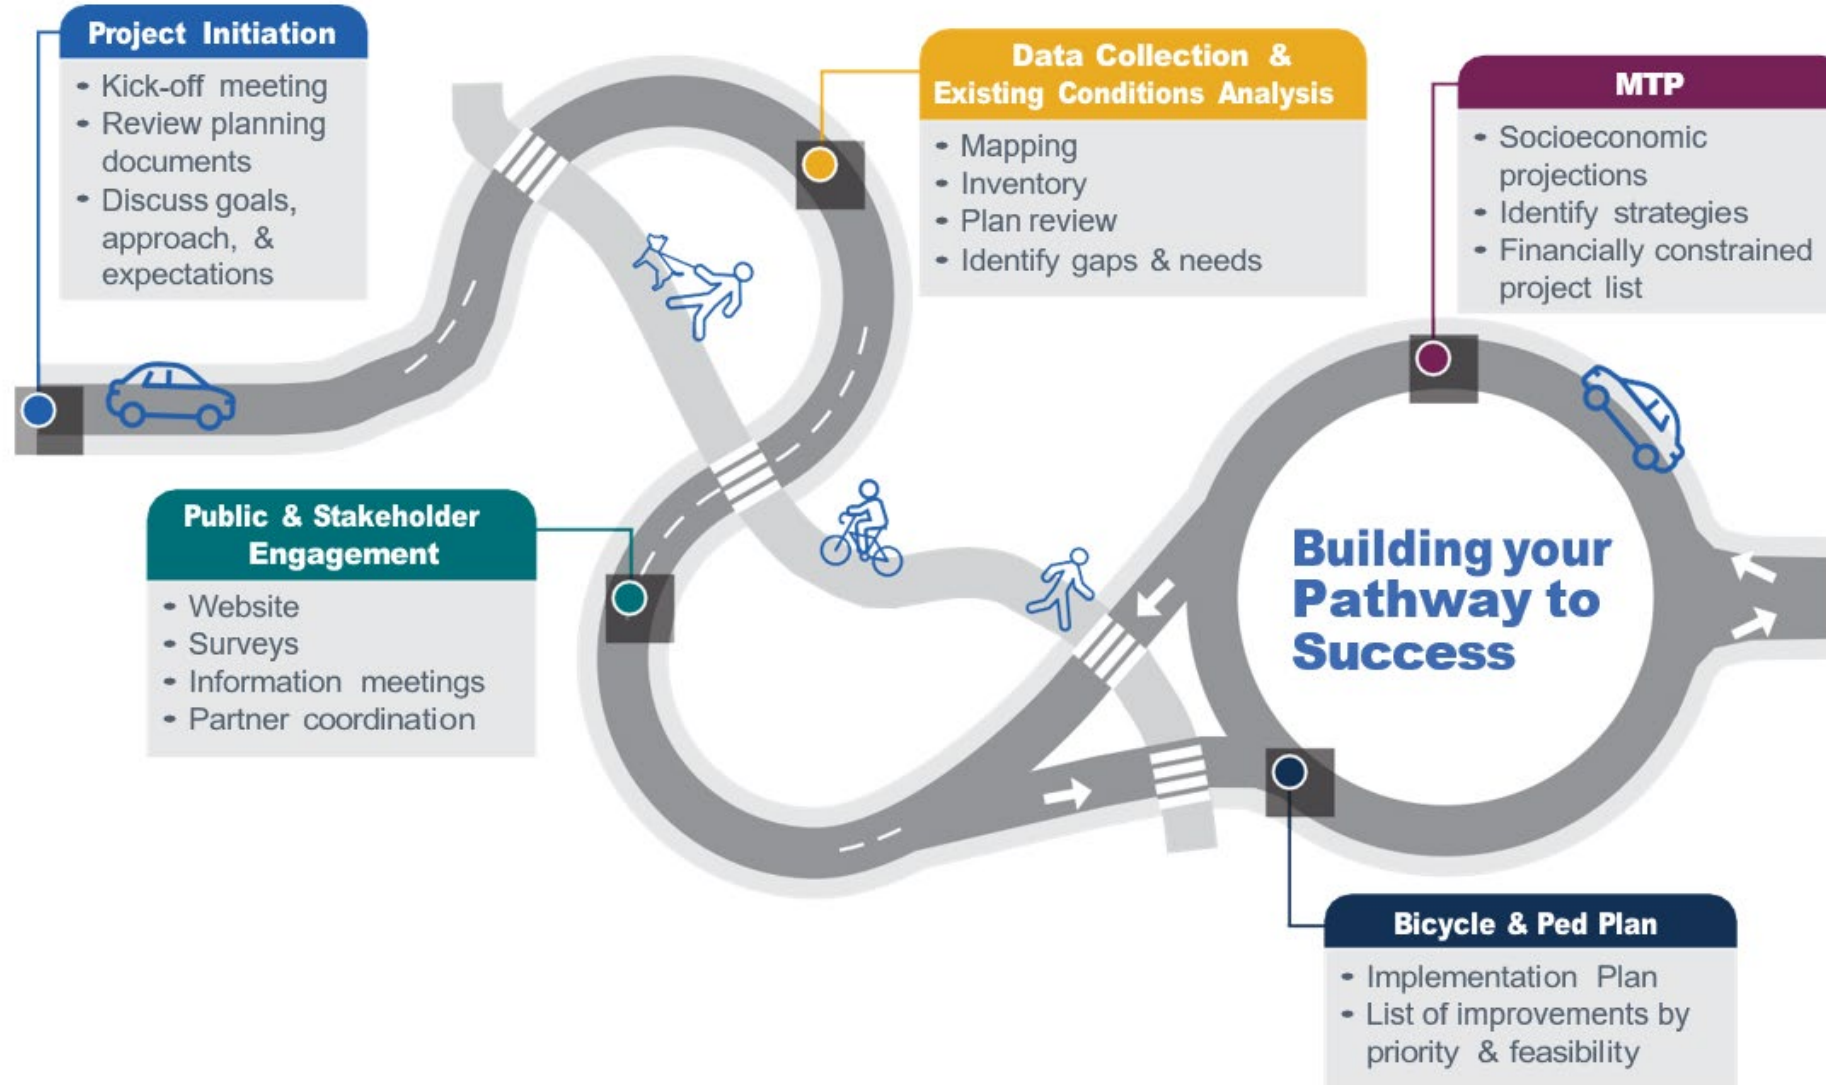 Project Initiation
• Kick-off meeting
• Review planning
documents
• Discuss goals,
approach, &
expectations
Data Collection &
Existing Conditions Analysis
• Mapping
• Inventory
• Plan review
• Identify gaps & needs
MTP
• Socioeconomic
projections
• Identify strategies
• Financially constrained
project list
Public & Stakeholder
Engagement
• Website
• Surveys
• Information meetings
• Partner coordination
Building your
Pathway to
Success
Bicycle & Ped Plan
• Implementation Plan
• List of improvements by
priority & feasibility